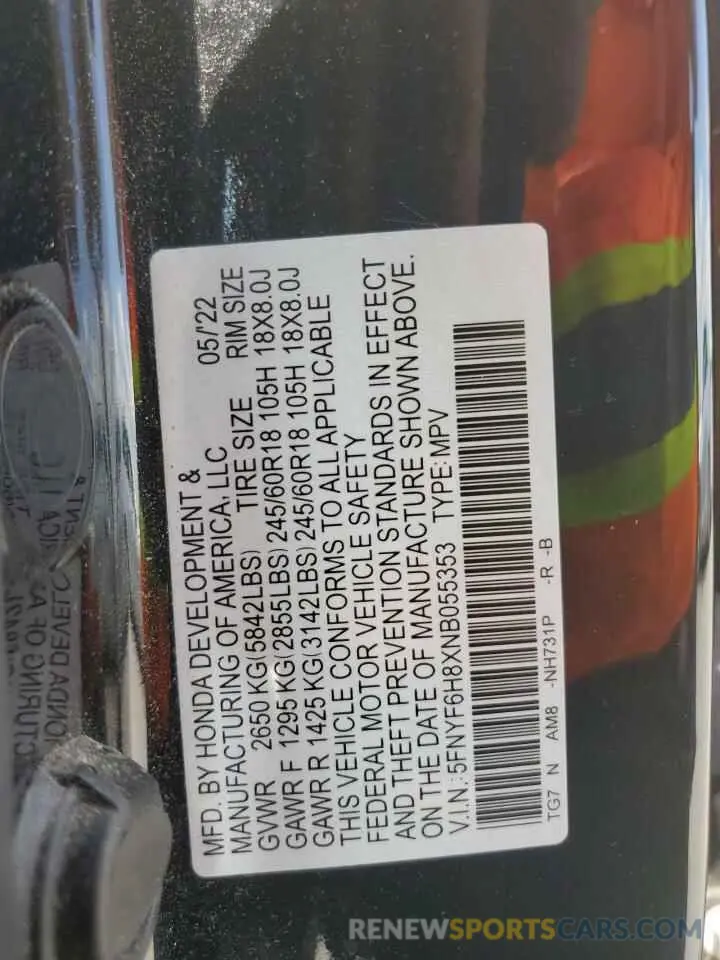 MFD. BY HONDA DEVELOPMENT &
MANUFACTURING OF AMERICA, LLC 05/'22
GVWR 2650 KG(5842LBS) TIRE SIZE RIM SIZE
GAWR F 1295 KG(2855LBS) 245/60R18 105H 18X8.0J
GAWR R 1425 KG(3142LBS) 245/60R18 105H 18X8.0J
THIS VEHICLE CONFORMS TO ALL APPLICABLE
FEDERAL MOTOR VEHICLE SAFETY
AND THEFT PREVENTION STANDARDS IN EFFECT
ON THE DATE OF MANUFACTURE SHOWN ABOVE.
V.I.N.:5FNYF6H8XNB055353 TYPE:MPV
TG7 N AM8 -NH731P -R -B
RENEWSPORTSCARS.COM